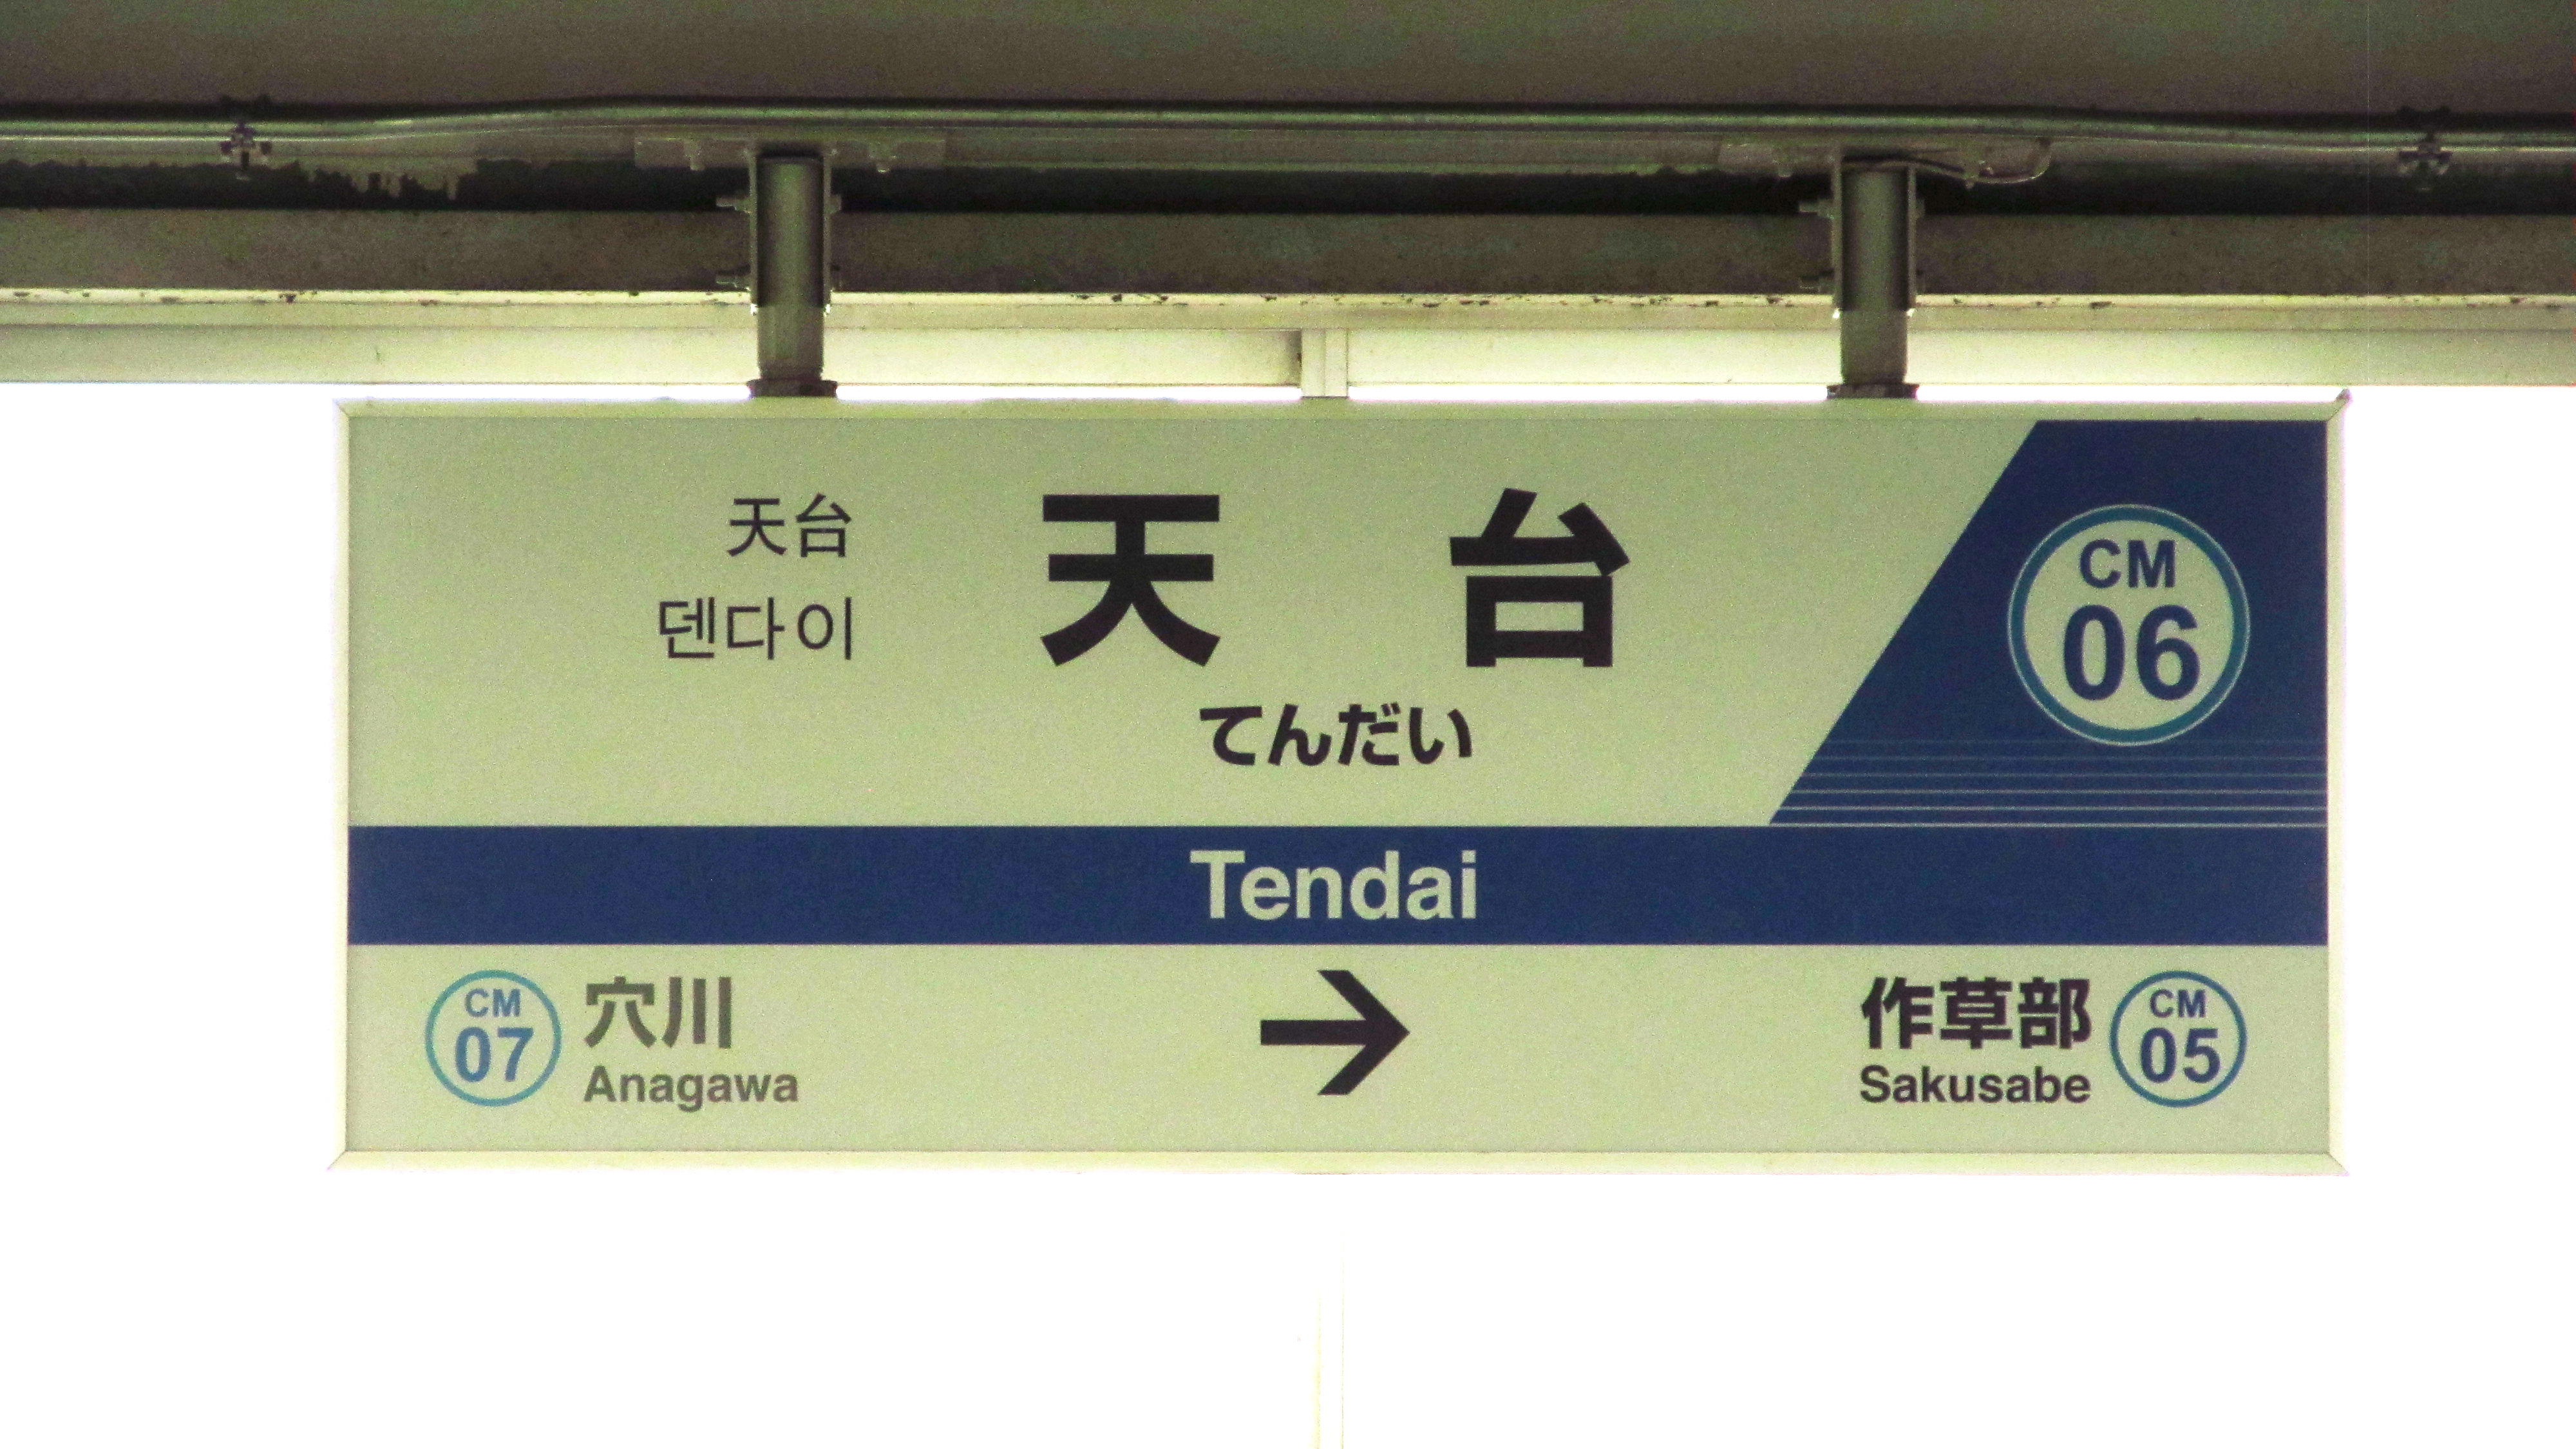 天台
덴다이
天台
てんだい
CM
06
Tendai
CM
07
穴川
Anagawa
→
作草部
Sakusabe
CM
05